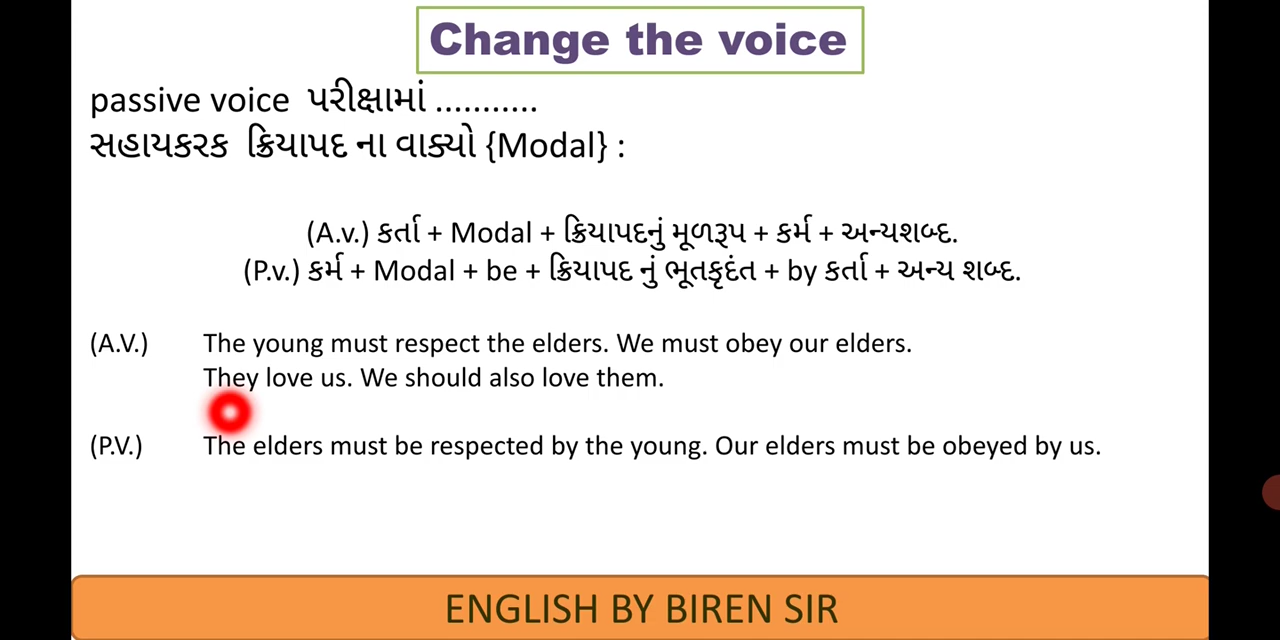 Change the voice
passive voice પરીક્ષામાં ...........
સહાયકરક ક્રિયાપદ ના વાક્યો {Modal} :
(A.v.) કર્તા + Modal + ક્રિયાપદનું મૂળરૂપ + કર્મ + અન્યશબ્દ.
(P.v.) કર્મ + Modal + be + ક્રિયાપદ નું ભૂતકૃદંત + by કર્તા + અન્ય શબ્દ.
(A.V.) The young must respect the elders. We must obey our elders.
They love us. We should also love them.
(P.V.) The elders must be respected by the young. Our elders must be obeyed by us.
ENGLISH BY BIREN SIR